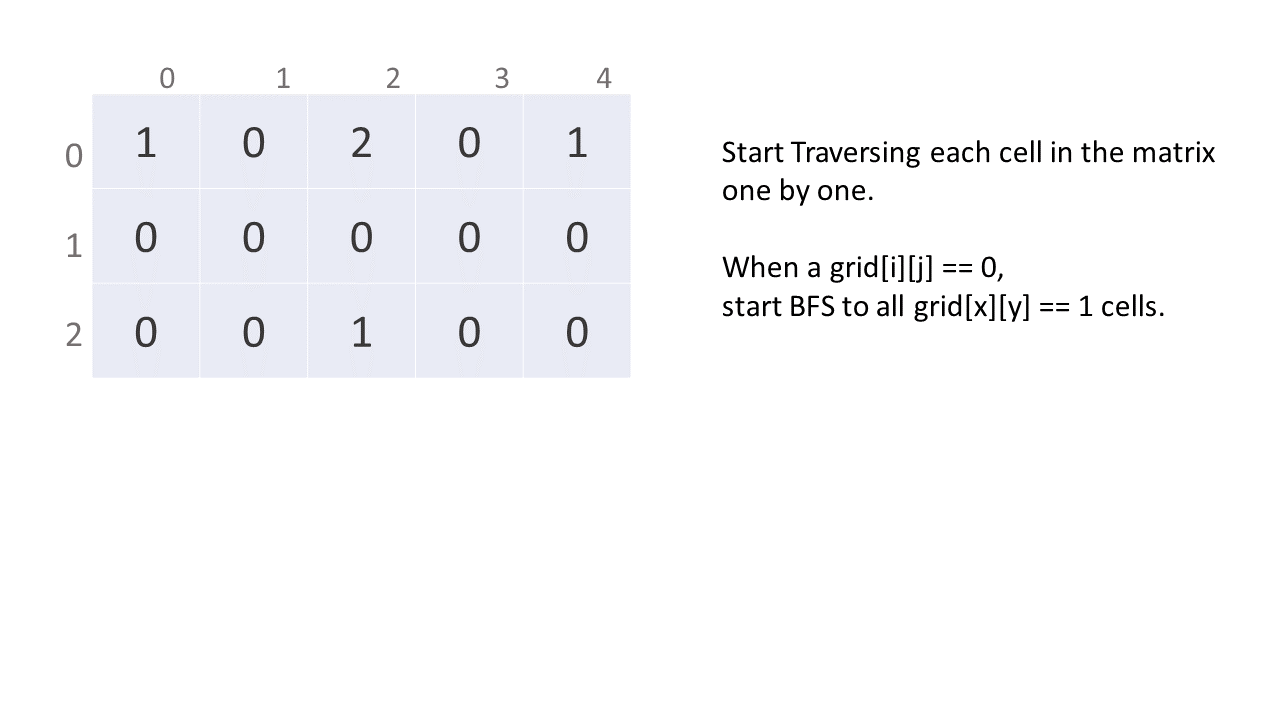 0 1 2 3 4
0 1 0 2 0 1
1 0 0 0 0 0
2 0 0 1 0 0
Start Traversing each cell in the matrix
one by one.
When a grid[i][j] == 0,
start BFS to all grid[x][y] == 1 cells.